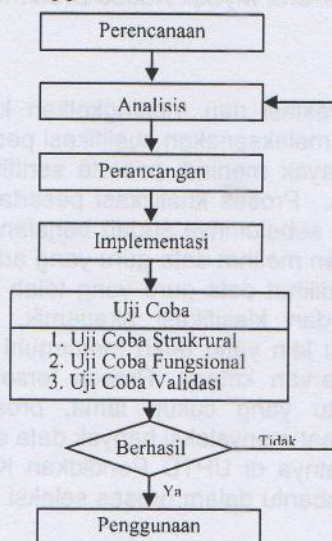 Perencanaan
Analisis
Perancangan
Implementasi
Uji Coba
1. Uji Coba Strukrural
2. Uji Coba Fungsional
3. Uji Coba Validasi
Berhasil
Tidak
Ya
Penggunaan